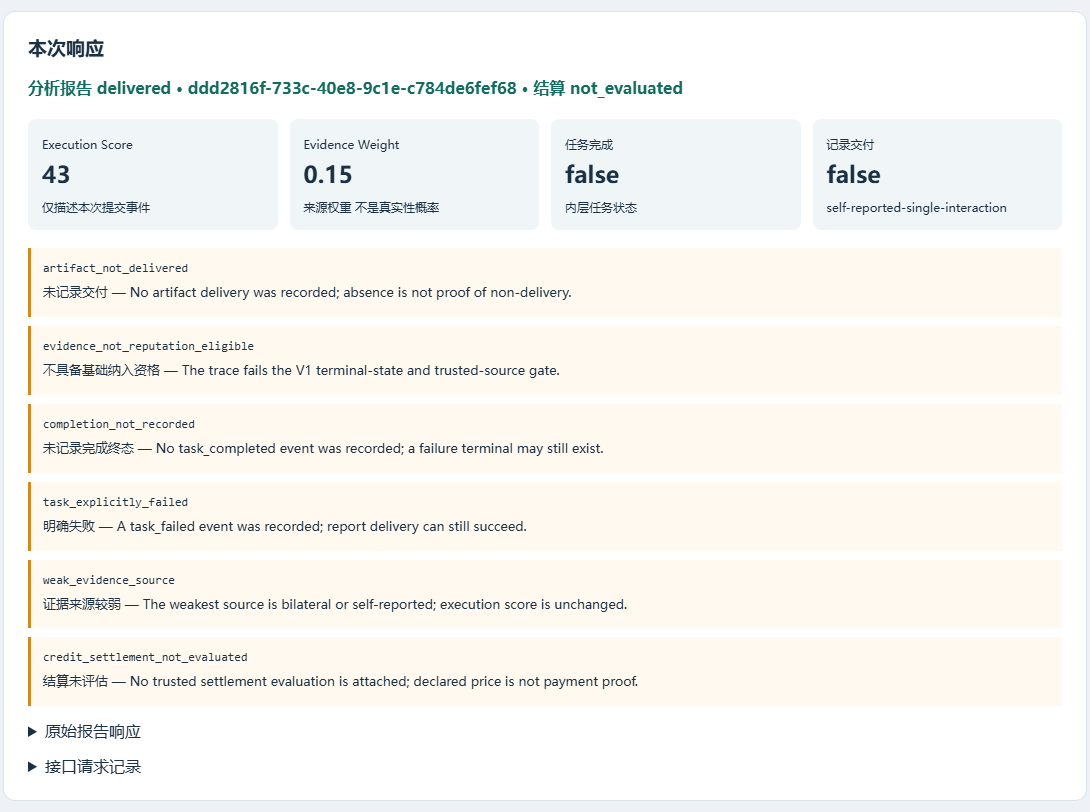 本次响应
分析报告 delivered • ddd2816f-733c-40e8-9c1e-c784de6fef68 • 结算 not_evaluated
Execution Score
43
仅描述本次提交事件
Evidence Weight
0.15
来源权重 不是真实性概率
任务完成
false
内层任务状态
记录交付
false
self-reported-single-interaction
artifact_not_delivered
未记录交付 — No artifact delivery was recorded; absence is not proof of non-delivery.
evidence_not_reputation_eligible
不具备基础纳入资格 — The trace fails the V1 terminal-state and trusted-source gate.
completion_not_recorded
未记录完成终态 — No task_completed event was recorded; a failure terminal may still exist.
task_explicitly_failed
明确失败 — A task_failed event was recorded; report delivery can still succeed.
weak_evidence_source
证据来源较弱 — The weakest source is bilateral or self-reported; execution score is unchanged.
credit_settlement_not_evaluated
结算未评估 — No trusted settlement evaluation is attached; declared price is not payment proof.
▶ 原始报告响应
▶ 接口请求记录